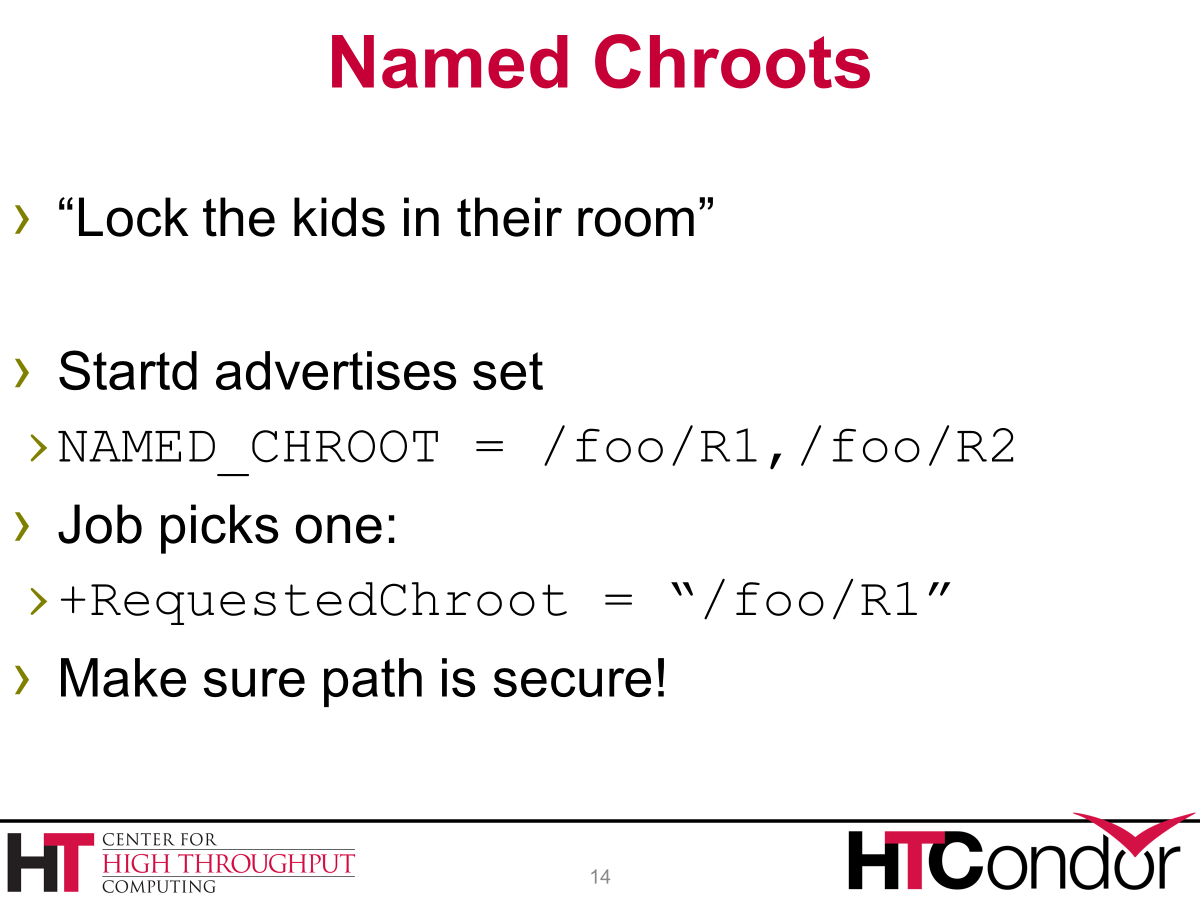 Named Chroots
› “Lock the kids in their room”
› Startd advertises set
›NAMED_CHROOT = /foo/R1,/foo/R2
› Job picks one:
›+RequestedChroot = “/foo/R1”
› Make sure path is secure!
HT CENTER FOR
HIGH THROUGHPUT
COMPUTING
14
HTCondor